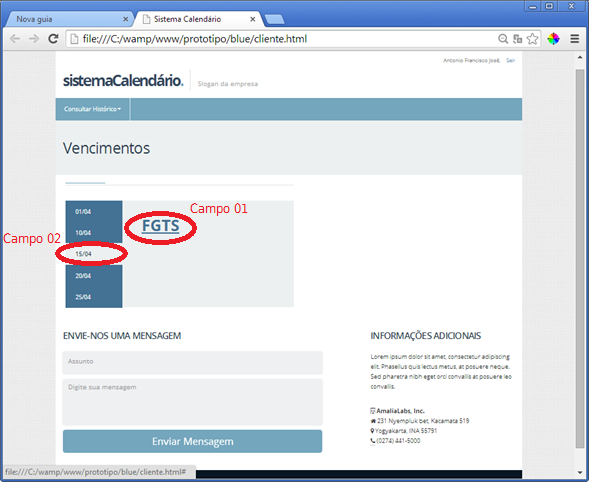 Nova guia
Sistema Calendário
file:///C:/wamp/www/prototipo/blue/cliente.html
Antonio Francisco José, Sair
sistemaCalendário.
Slogan da empresa
Consultar Histórico
Vencimentos
01/04
Campo 01
10/04
FGTS
Campo 02
15/04
20/04
25/04
ENVIE-NOS UMA MENSAGEM
Assunto
Digite sua mensagem
Enviar Mensagem
INFORMAÇÕES ADICIONAIS
Lorem ipsum dolor sit amet, consectetur adipiscing
elit. Phasellus quis lectus metus, at posuere neque.
Sed pharetra nibh eget orci convallis at posuere leo
convallis.
AmaliaLabs, Inc.
231 Nyempluk bet, Kacamata 519
Yogyakarta, INA 55791
(0274) 441-5000
file:///C:/wamp/www/prototipo/blue/cliente.html#